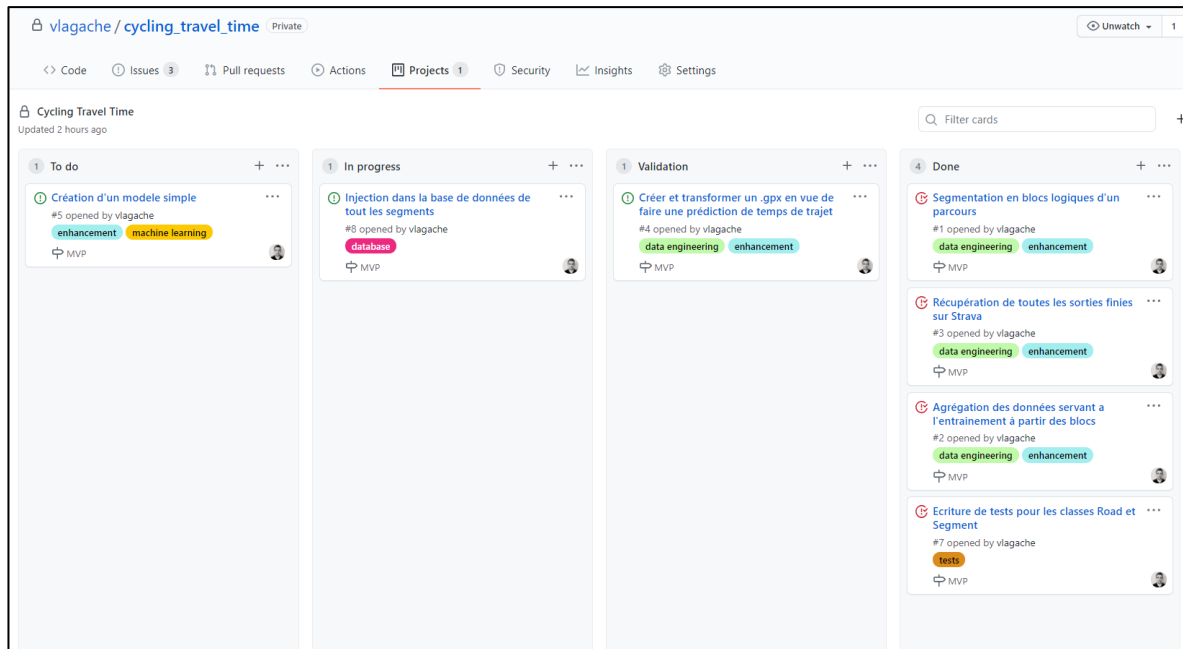 vlagache / cycling_travel_time Private
Unwatch 1
Code Issues 3 Pull requests Actions Projects 1 Security Insights Settings
Cycling Travel Time
Updated 2 hours ago
Filter cards
1 To do
Création d'un modele simple
#5 opened by vlagache
enhancement machine learning
MVP
1 In progress
Injection dans la base de données de
tout les segments
#8 opened by vlagache
database
MVP
1 Validation
Créer et transformer un .gpx en vue de
faire une prédiction de temps de trajet
#4 opened by vlagache
data engineering enhancement
MVP
4 Done
Segmentation en blocs logiques d'un
parcours
#1 opened by vlagache
data engineering enhancement
MVP
Récupération de toutes les sorties finies
sur Strava
#3 opened by vlagache
data engineering enhancement
MVP
Agrégation des données servant a
l'entrainement à partir des blocs
#2 opened by vlagache
data engineering enhancement
MVP
Ecriture de tests pour les classes Road et
Segment
#7 opened by vlagache
tests
MVP